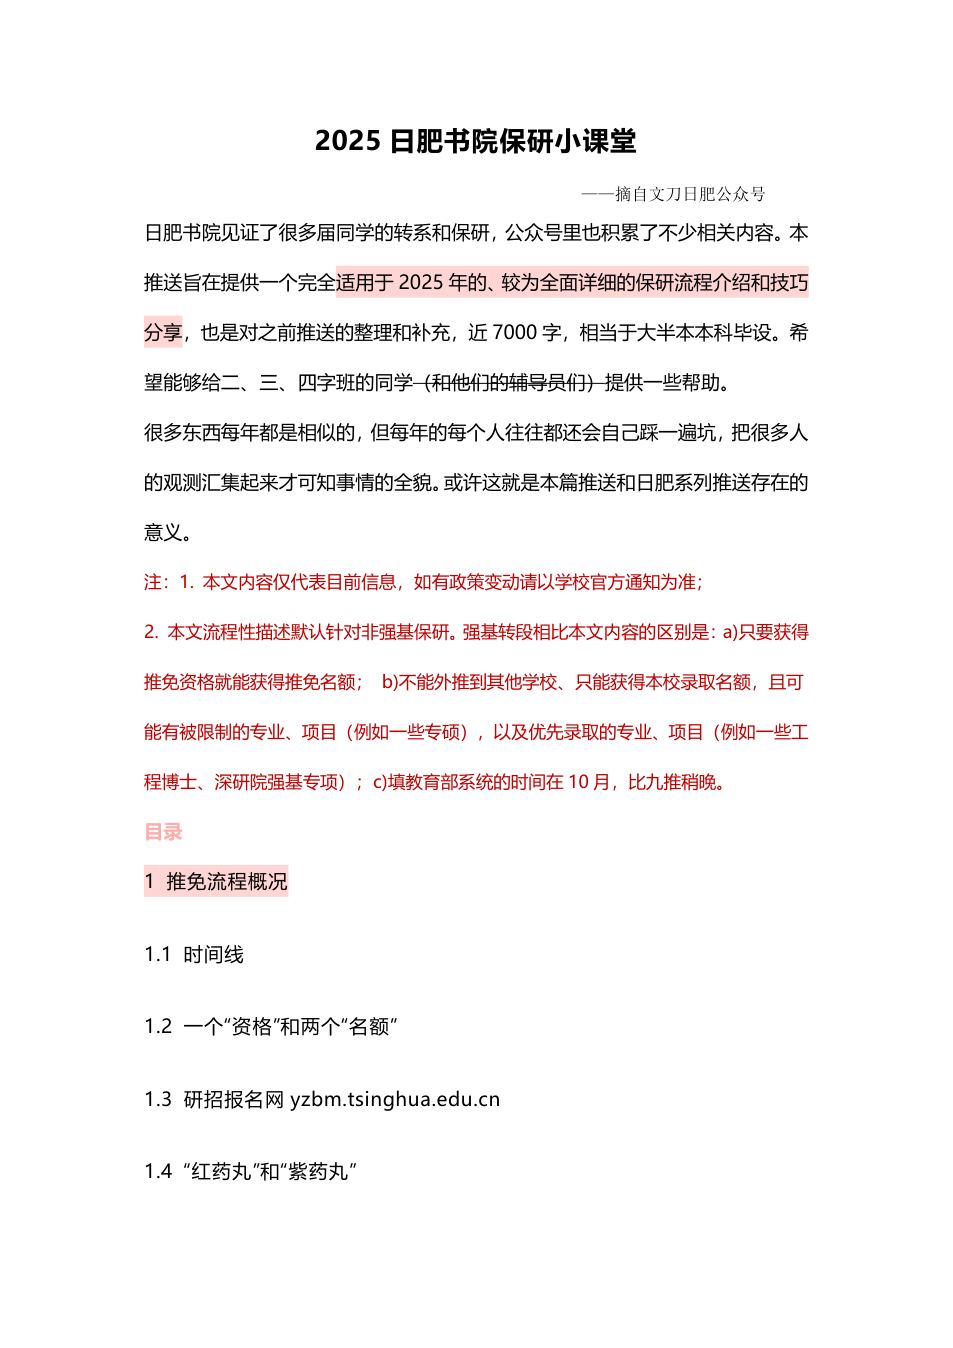 2025 日肥书院保研小课堂
——摘自文刀日肥公众号
日肥书院见证了很多届同学的转系和保研，公众号里也积累了不少相关内容。本
推送旨在提供一个完全适用于 2025 年的、较为全面详细的保研流程介绍和技巧
分享，也是对之前推送的整理和补充，近 7000 字，相当于大半本本科毕设。希
望能够给二、三、四字班的同学（和他们的辅导员们）提供一些帮助。
很多东西每年都是相似的，但每年的每个人往往都还会自己踩一遍坑，把很多人
的观测汇集起来才可知事情的全貌。或许这就是本篇推送和日肥系列推送存在的
意义。
注：1. 本文内容仅代表目前信息，如有政策变动请以学校官方通知为准；
2. 本文流程性描述默认针对非强基保研。强基转段相比本文内容的区别是：a)只要获得
推免资格就能获得推免名额； b)不能外推到其他学校、只能获得本校录取名额，且可
能有被限制的专业、项目（例如一些专硕），以及优先录取的专业、项目（例如一些工
程博士、深研院强基专项）；c)填教育部系统的时间在 10 月，比九推稍晚。
目录
1 推免流程概况
1.1 时间线
1.2 一个“资格”和两个“名额”
1.3 研招报名网 yzbm.tsinghua.edu.cn
1.4 “红药丸”和“紫药丸”